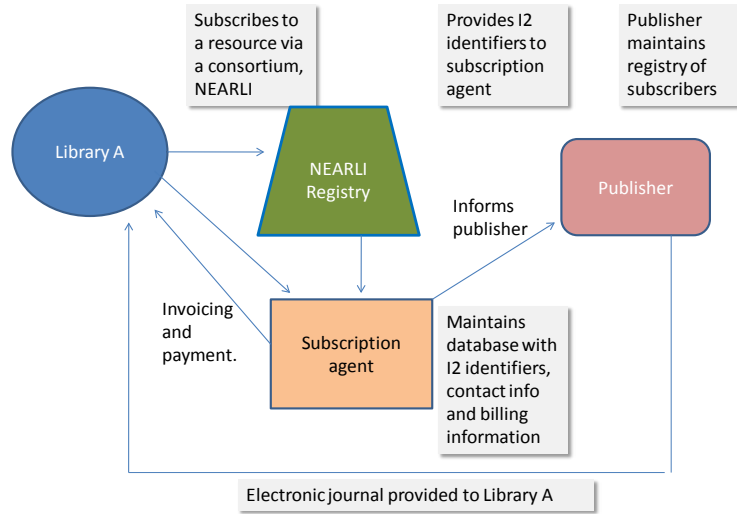 Subscribes to
a resource via
a consortium,
NEARLI
Provides I2
identifiers to
subscription
agent
Publisher
maintains
registry of
subscribers
Library A
NEARLI
Registry
Publisher
Informs
publisher
Invoicing
and
payment.
Subscription
agent
Maintains
database with
I2 identifiers,
contact info
and billing
information
Electronic journal provided to Library A